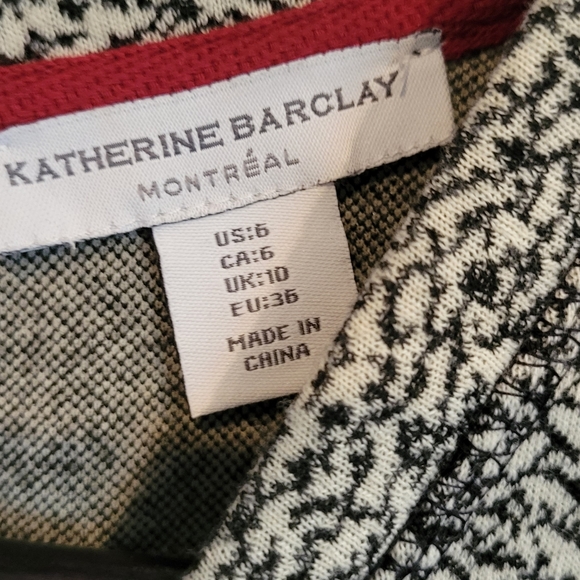 KATHERINE BARCLAY
MONTRÉAL
US:6
CA:6
UK:10
EU:36
MADE IN
CHINA